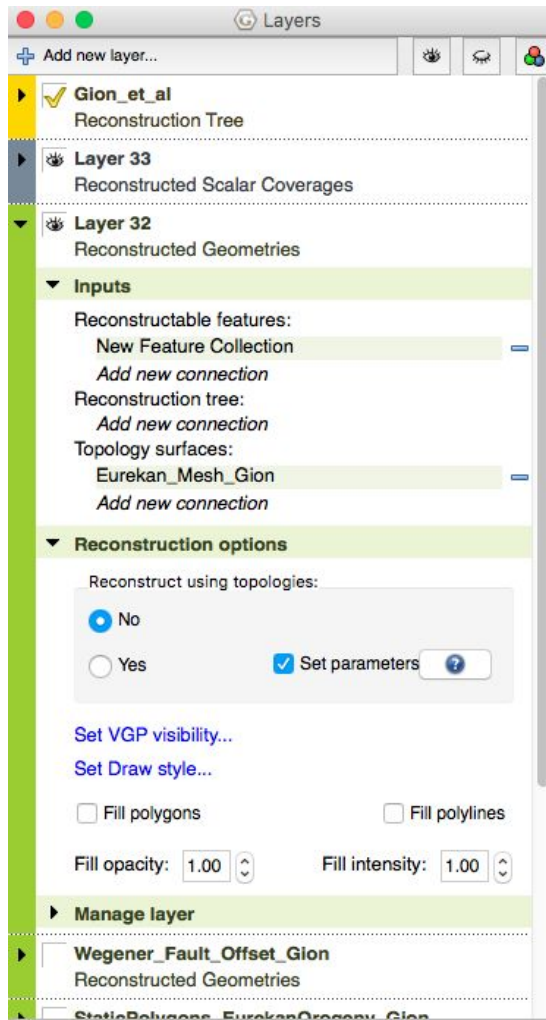 Layers
Add new layer...
Gion_et_al
Reconstruction Tree
Layer 33
Reconstructed Scalar Coverages
Layer 32
Reconstructed Geometries
Inputs
Reconstructable features:
New Feature Collection
Add new connection
Reconstruction tree:
Add new connection
Topology surfaces:
Eurekan_Mesh_Gion
Add new connection
Reconstruction options
Reconstruct using topologies:
No
Yes Set parameters ?
Set VGP visibility...
Set Draw style...
Fill polygons Fill polylines
Fill opacity: 1.00 Fill intensity: 1.00
Manage layer
Wegener_Fault_Offset_Gion
Reconstructed Geometries
StaticPolygons_EurekanOrogeny_Gion